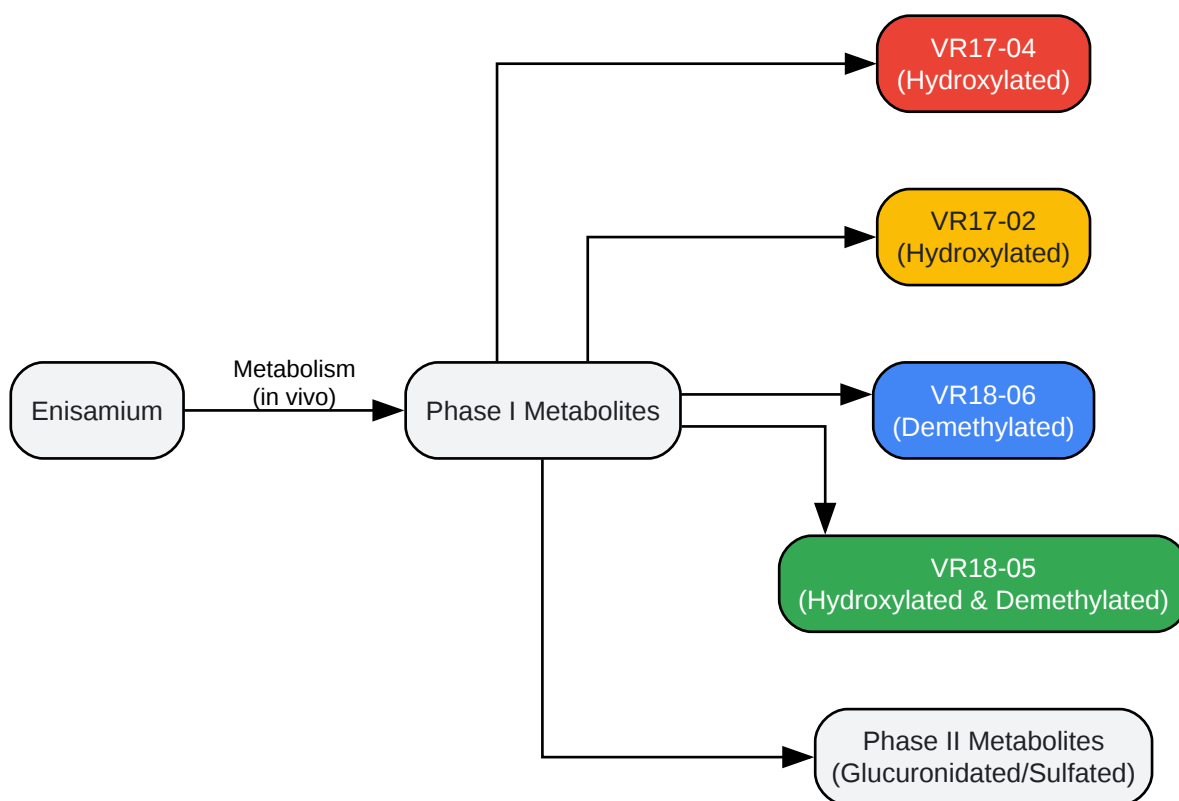 VR17-04
(Hydroxylated)
VR17-02
(Hydroxylated)
Enisamium
Metabolism
(in vivo)
Phase I Metabolites
VR18-06
(Demethylated)
VR18-05
(Hydroxylated & Demethylated)
Phase II Metabolites
(Glucuronidated/Sulfated)